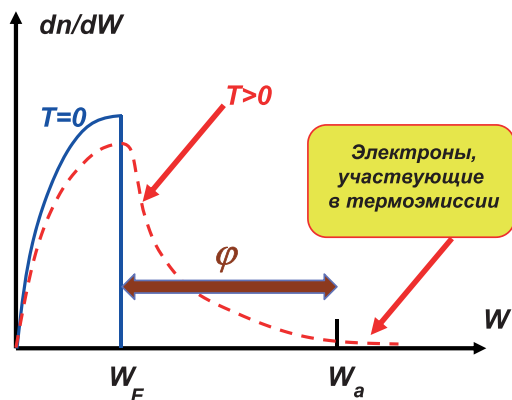 dn/dW
T=0
T>0
Электроны,
участвующие
в термоэмиссии
φ
W
W_F
W_a